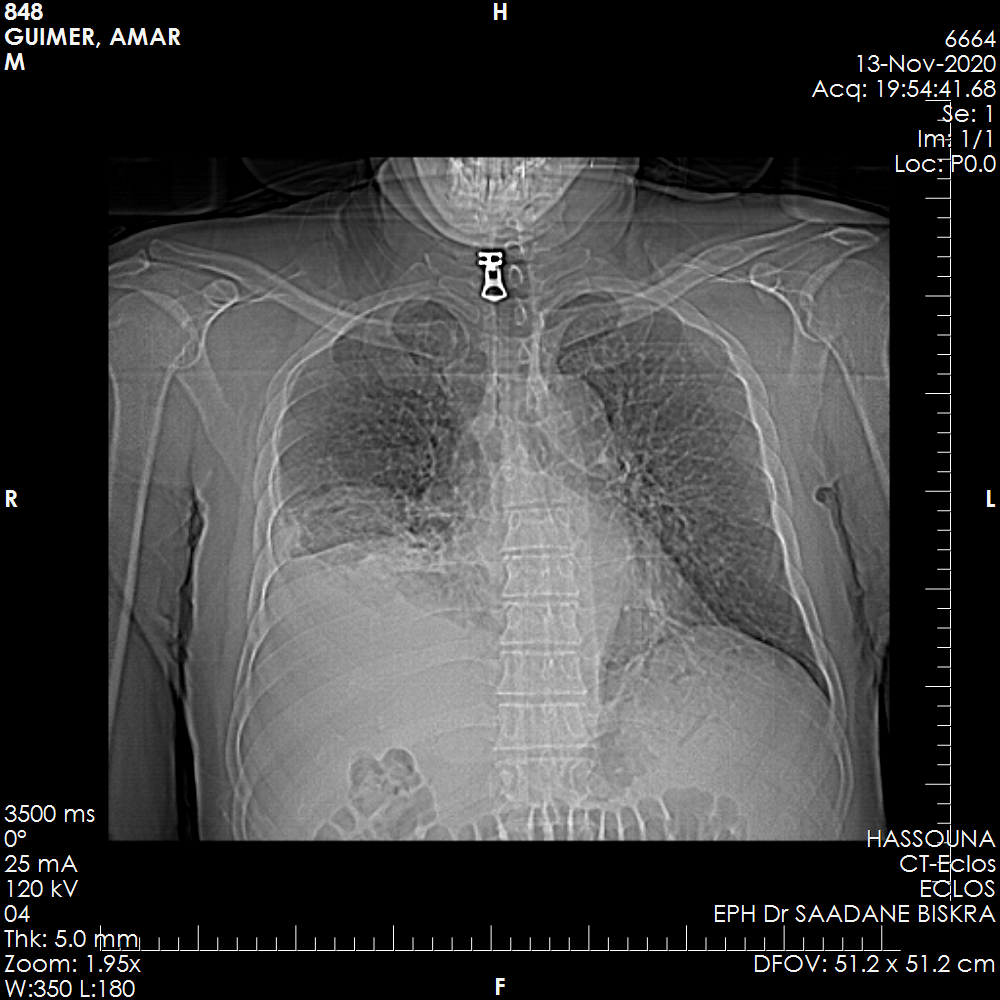 848
GUIMER, AMAR
M
H
6664
13-Nov-2020
Acq: 19:54:41.68
Se: 1
Im: 1/1
Loc: P0.0
R
L
3500 ms
0°
25 mA
120 kV
04
Thk: 5.0 mm
Zoom: 1.95x
W:350 L:180
F
HASSOUNA
CT-Eclos
ECLOS
EPH Dr SAADANE BISKRA
DFOV: 51.2 x 51.2 cm